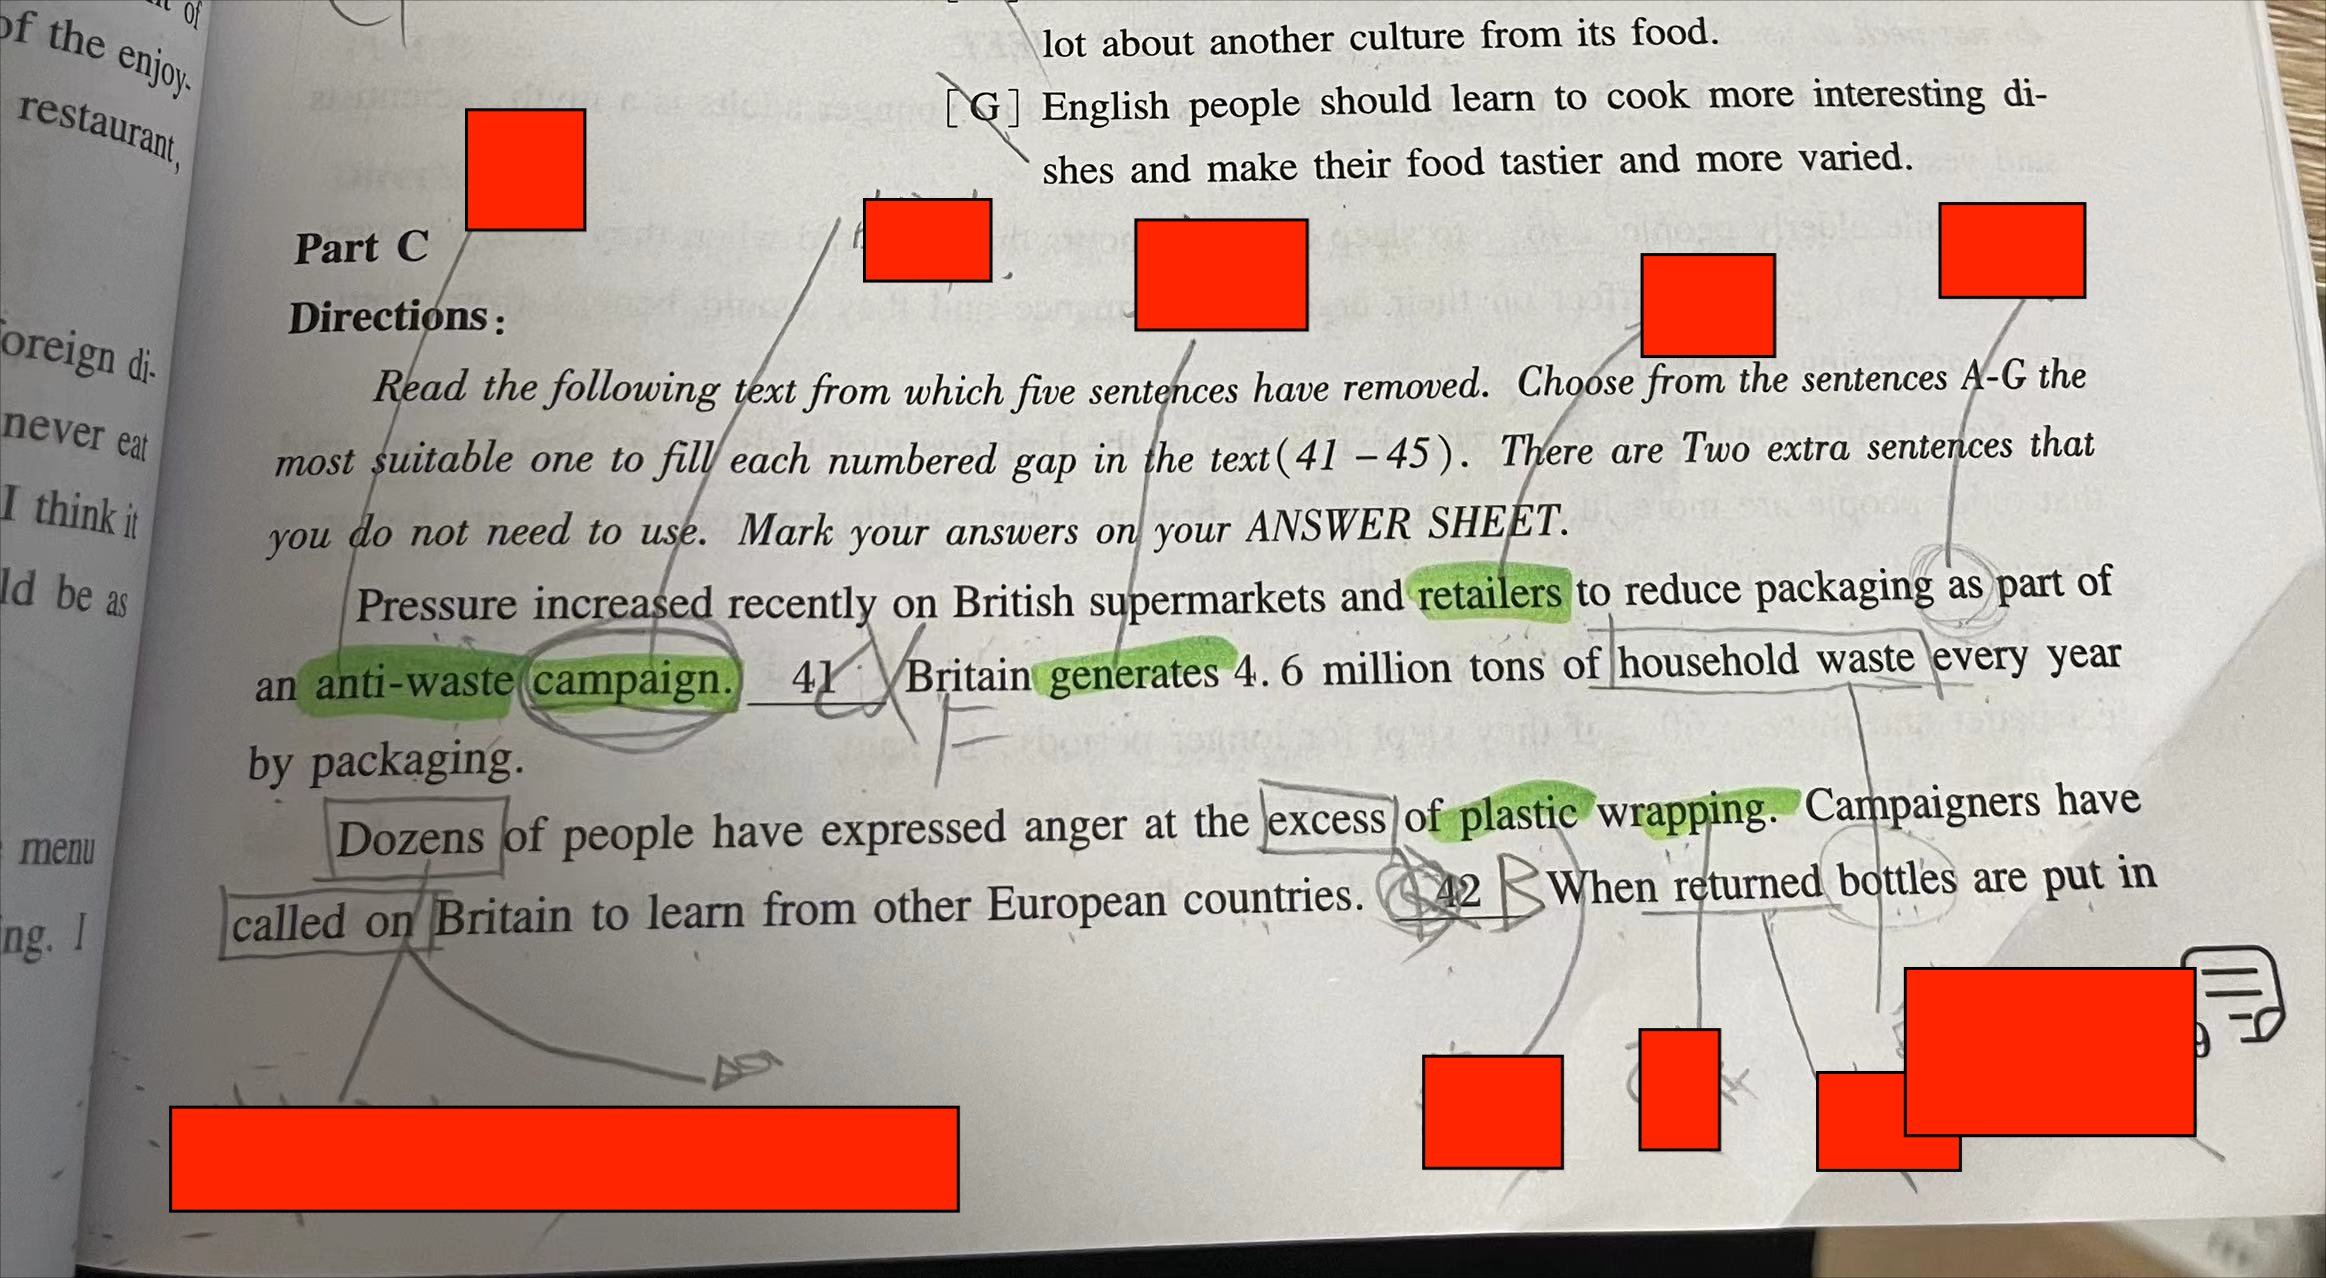 of
of the enjoy-
restaurant,
oreign di-
never eat
I think it
ld be as
menu
ng. I
lot about another culture from its food.
[G] English people should learn to cook more interesting di-
shes and make their food tastier and more varied.
Part C
Directions:
Read the following text from which five sentences have removed. Choose from the sentences A-G the
most suitable one to fill each numbered gap in the text(41 – 45). There are Two extra sentences that
you do not need to use. Mark your answers on your ANSWER SHEET.
Pressure increased recently on British supermarkets and retailers to reduce packaging as part of
an anti-waste campaign. 41 Britain generates 4. 6 million tons of household waste every year
F
by packaging.
Dozens of people have expressed anger at the excess of plastic wrapping. Campaigners have
called on Britain to learn from other European countries. 42 B When returned bottles are put in